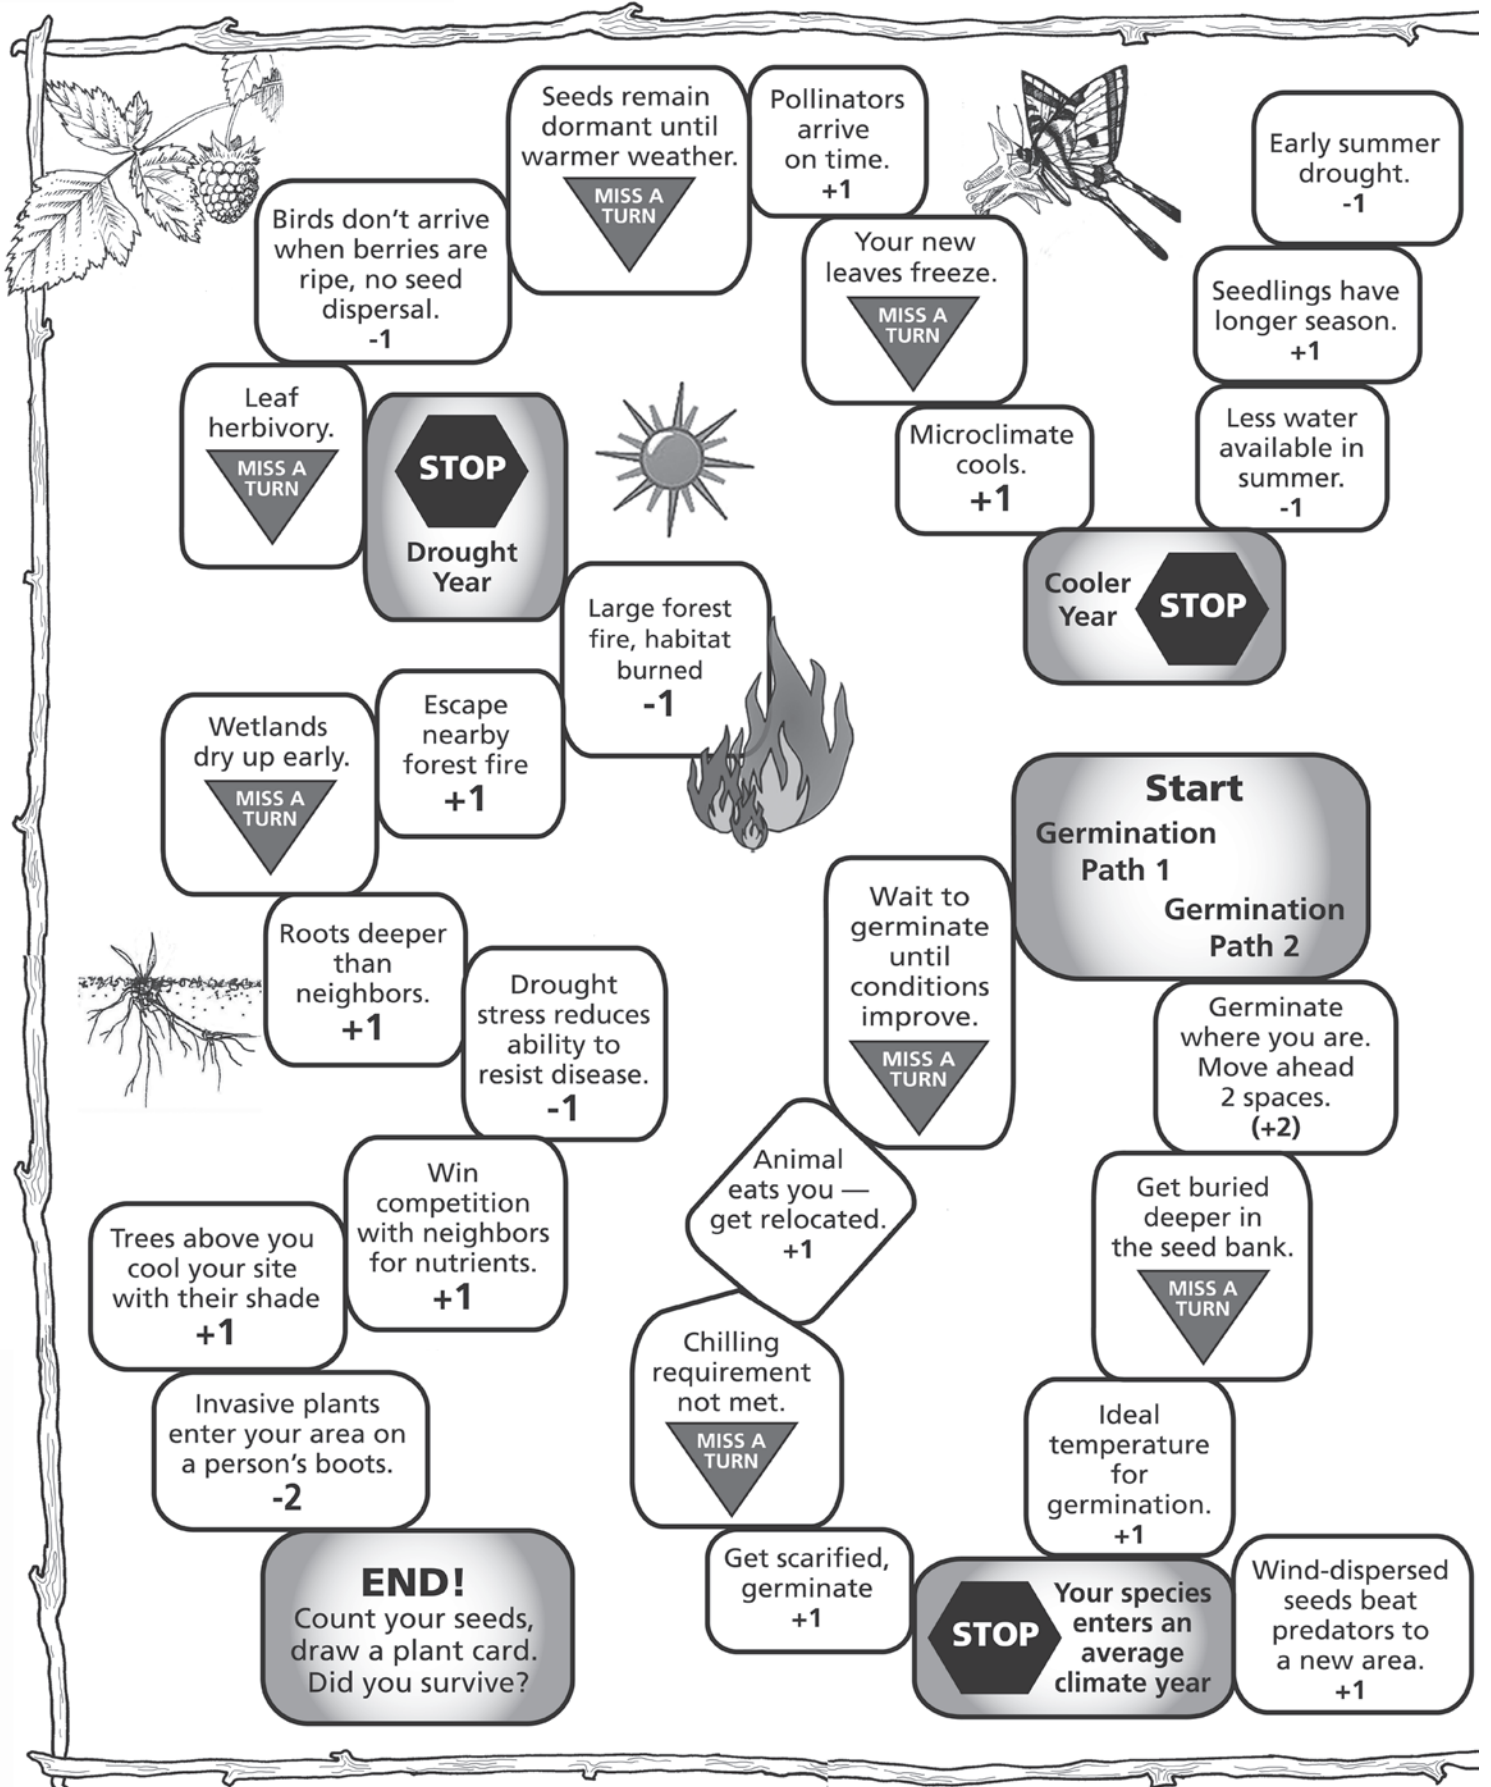 Start
Germination
Path 1
Germination
Path 2
Wait to
germinate
until
conditions
improve.
MISS A
TURN
Animal
eats you —
get relocated.
+1
Chilling
requirement
not met.
MISS A
TURN
Get scarified,
germinate
+1
Germinate
where you are.
Move ahead
2 spaces.
(+2)
Get buried
deeper in
the seed bank.
MISS A
TURN
Ideal
temperature
for
germination.
+1
STOP
Your species
enters an
average
climate year
Wind-dispersed
seeds beat
predators to
a new area.
+1
Early summer
drought.
-1
Seedlings have
longer season.
+1
Less water
available in
summer.
-1
Cooler
Year
STOP
Microclimate
cools.
+1
Your new
leaves freeze.
MISS A
TURN
Pollinators
arrive
on time.
+1
Seeds remain
dormant until
warmer weather.
MISS A
TURN
Birds don't arrive
when berries are
ripe, no seed
dispersal.
-1
Leaf
herbivory.
MISS A
TURN
STOP
Drought
Year
Large forest
fire, habitat
burned
-1
Escape
nearby
forest fire
+1
Wetlands
dry up early.
MISS A
TURN
Roots deeper
than
neighbors.
+1
Drought
stress reduces
ability to
resist disease.
-1
Win
competition
with neighbors
for nutrients.
+1
Trees above you
cool your site
with their shade
+1
Invasive plants
enter your area on
a person's boots.
-2
END!
Count your seeds,
draw a plant card.
Did you survive?